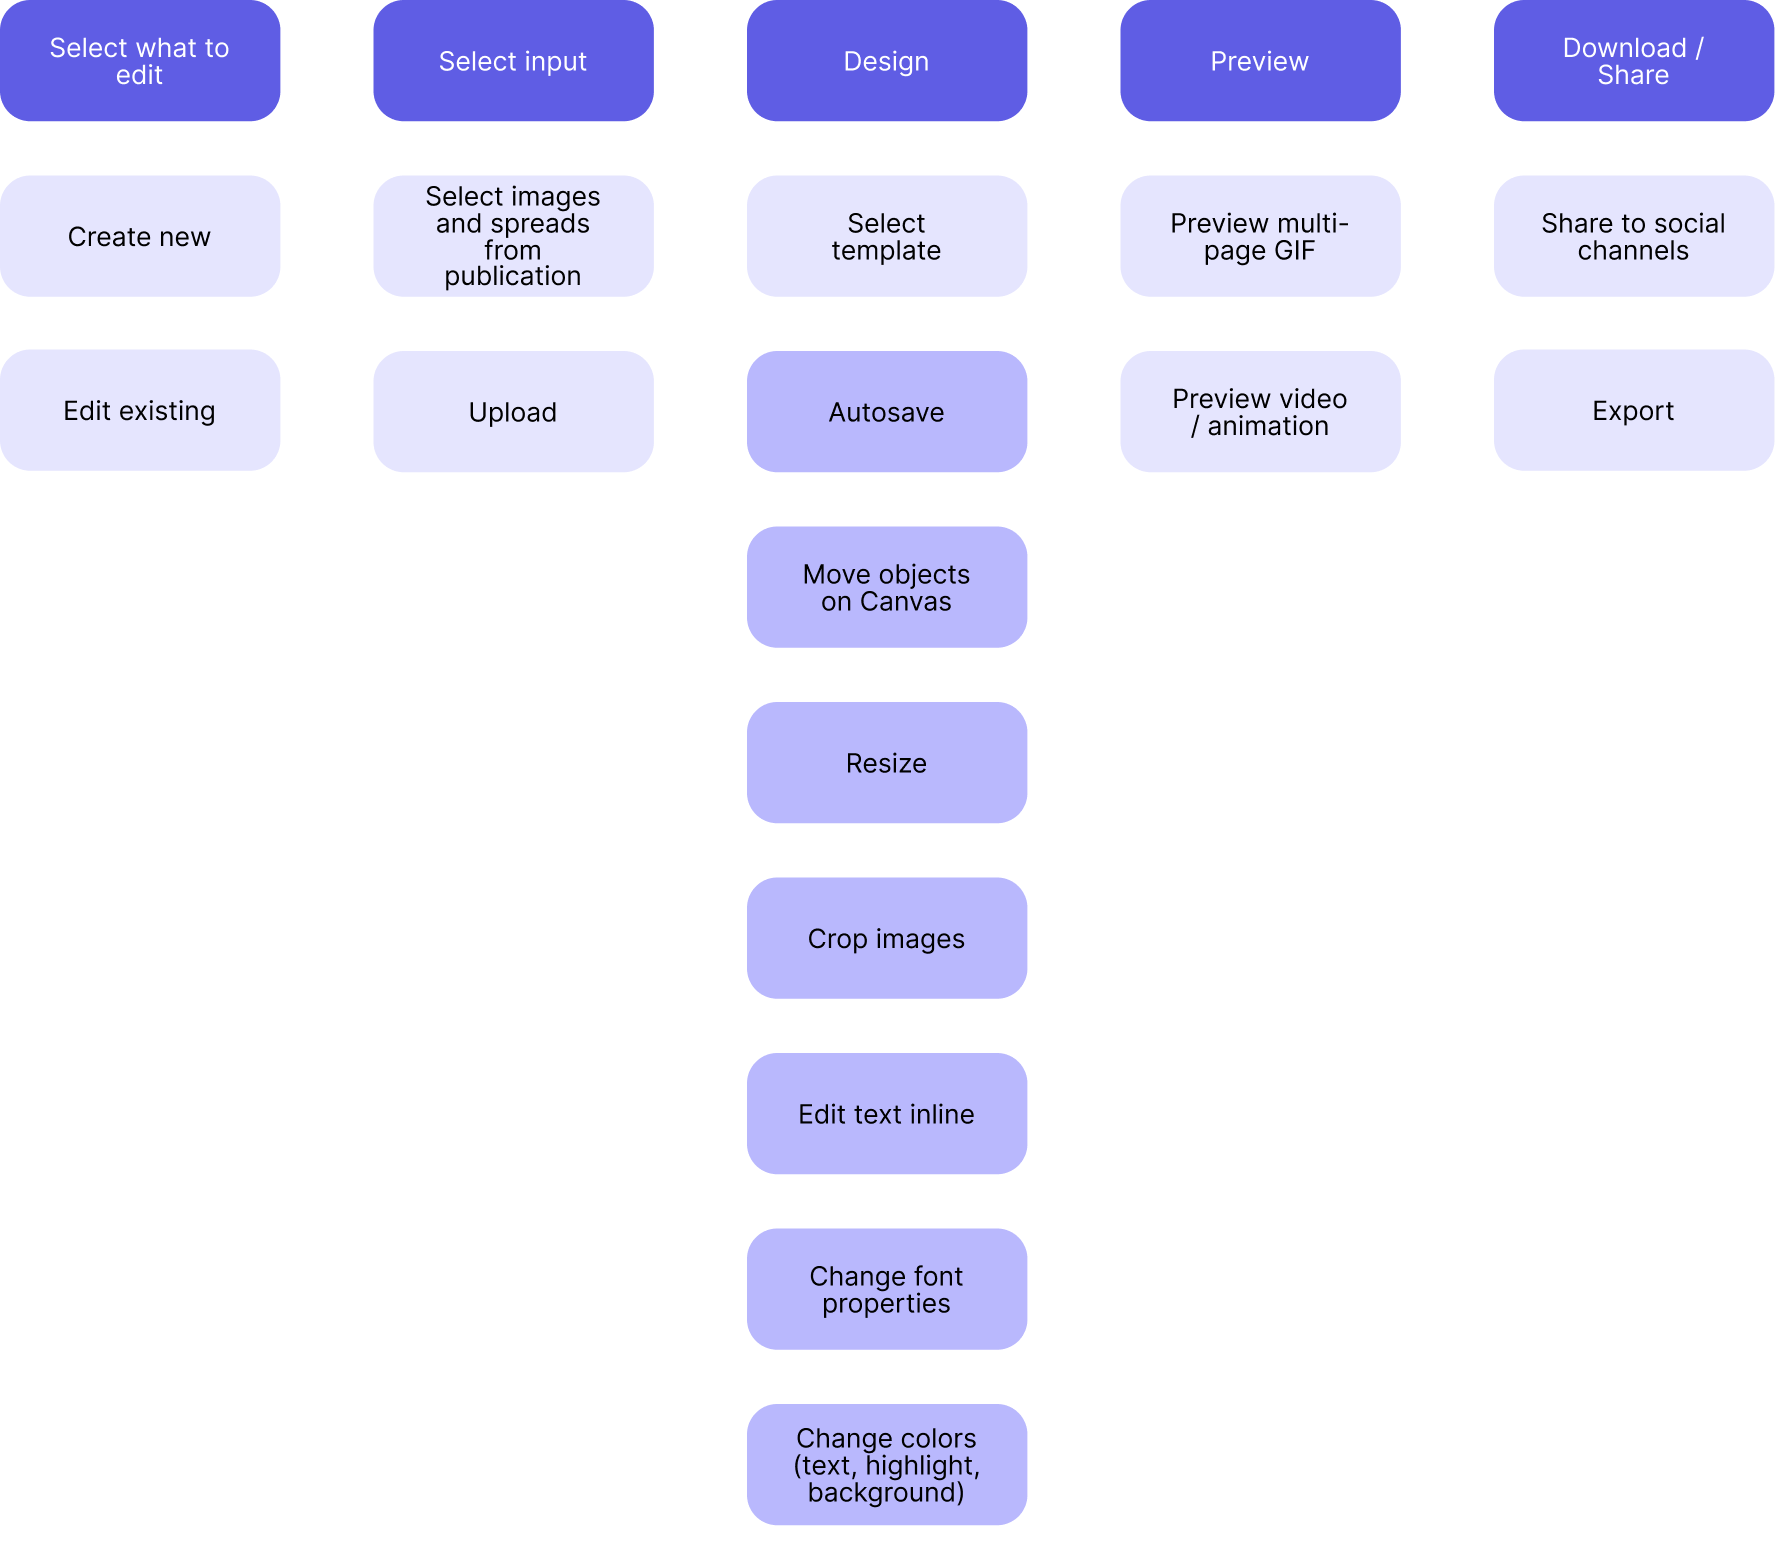 Select what to
edit
Select input
Design
Preview
Download /
Share
Create new
Select images
and spreads
from
publication
Select
template
Preview multi-
page GIF
Share to social
channels
Edit existing
Upload
Autosave
Preview video
/ animation
Export
Move objects
on Canvas
Resize
Crop images
Edit text inline
Change font
properties
Change colors
(text, highlight,
background)